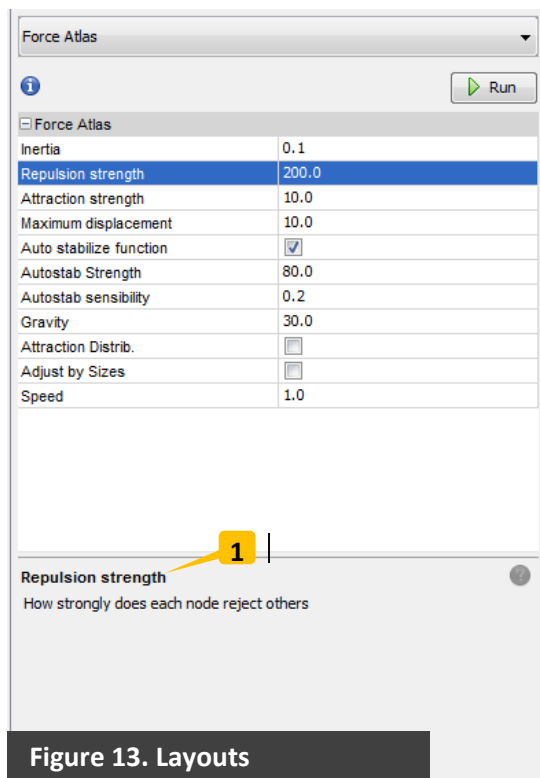 Force Atlas
Run
Force Atlas
Inertia 0.1
Repulsion strength 200.0
Attraction strength 10.0
Maximum displacement 10.0
Auto stabilize function
Autostab Strength 80.0
Autostab sensibility 0.2
Gravity 30.0
Attraction Distrib.
Adjust by Sizes
Speed 1.0
1
Repulsion strength
How strongly does each node reject others
Figure 13. Layouts